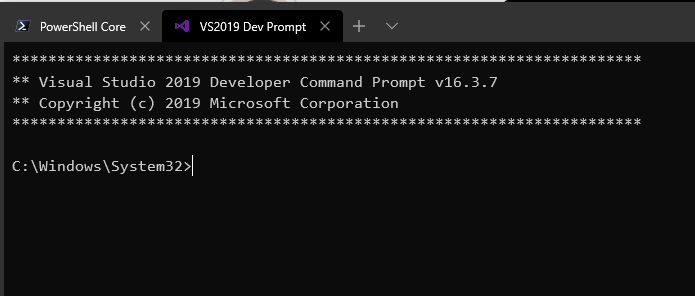 PowerShell Core
VS2019 Dev Prompt
**********************************************************************
** Visual Studio 2019 Developer Command Prompt v16.3.7
** Copyright (c) 2019 Microsoft Corporation
**********************************************************************
C:\Windows\System32>